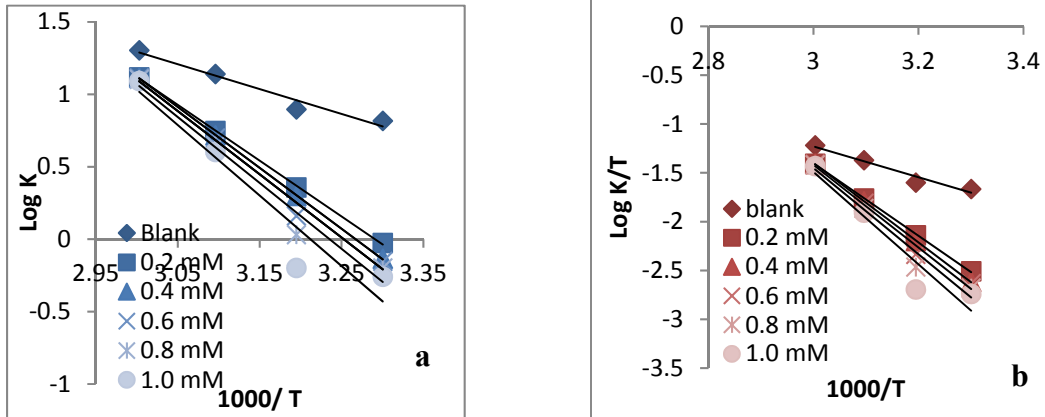 1.5
1
0.5
0
-0.5
-1
2.95 3.05 3.15 3.25 3.35
Log K
1000/ T
Blank
0.2 mM
0.4 mM
0.6 mM
0.8 mM
1.0 mM
a
0
-0.5
-1
-1.5
-2
-2.5
-3
-3.5
2.8 3 3.2 3.4
Log K/T
1000/T
blank
0.2 mM
0.4 mM
0.6 mM
0.8 mM
1.0 mM
b